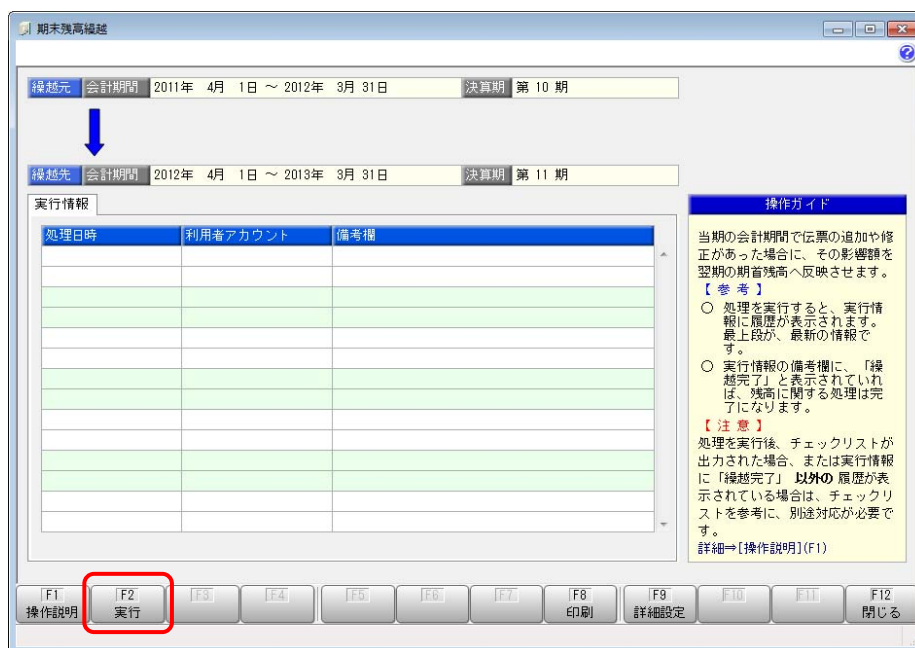 期末残高繰越
繰越元 会計期間 2011年 4月 1日 ～ 2012年 3月 31日 決算期 第 10 期
繰越先 会計期間 2012年 4月 1日 ～ 2013年 3月 31日 決算期 第 11 期
実行情報
処理日時 利用者アカウント 備考欄
操作ガイド
当期の会計期間で伝票の追加や修
正があった場合に、その影響額を
翌期の期首残高へ反映させます。
【 参 考 】
○ 処理を実行すると、実行情
報に履歴が表示されます。
最上段が、最新の情報で
す。
○ 実行情報の備考欄に、「繰
越完了」と表示されていれ
ば、残高に関する処理は完
了になります。
【 注 意 】
処理を実行後、チェックリストが
出力された場合、または実行情報
に「繰越完了」 以外の 履歴が表
示されている場合は、チェックリ
ストを参考に、別途対応が必要で
す。
詳細⇒[操作説明](F1)
F1 F2 F3 F4 F5 F6 F7 F8 F9 F10 F11 F12
操作説明 実行 印刷 詳細設定 閉じる